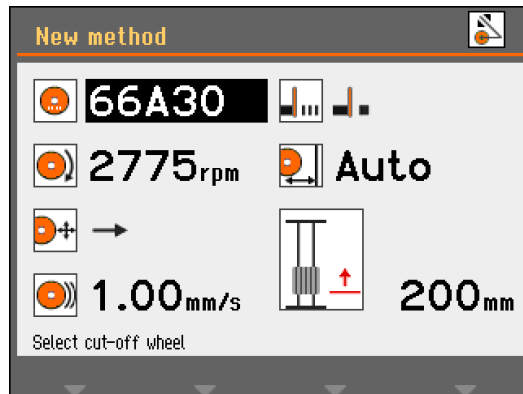 New method
66A30
2775rpm
Auto
1.00mm/s
200mm
Select cut-off wheel